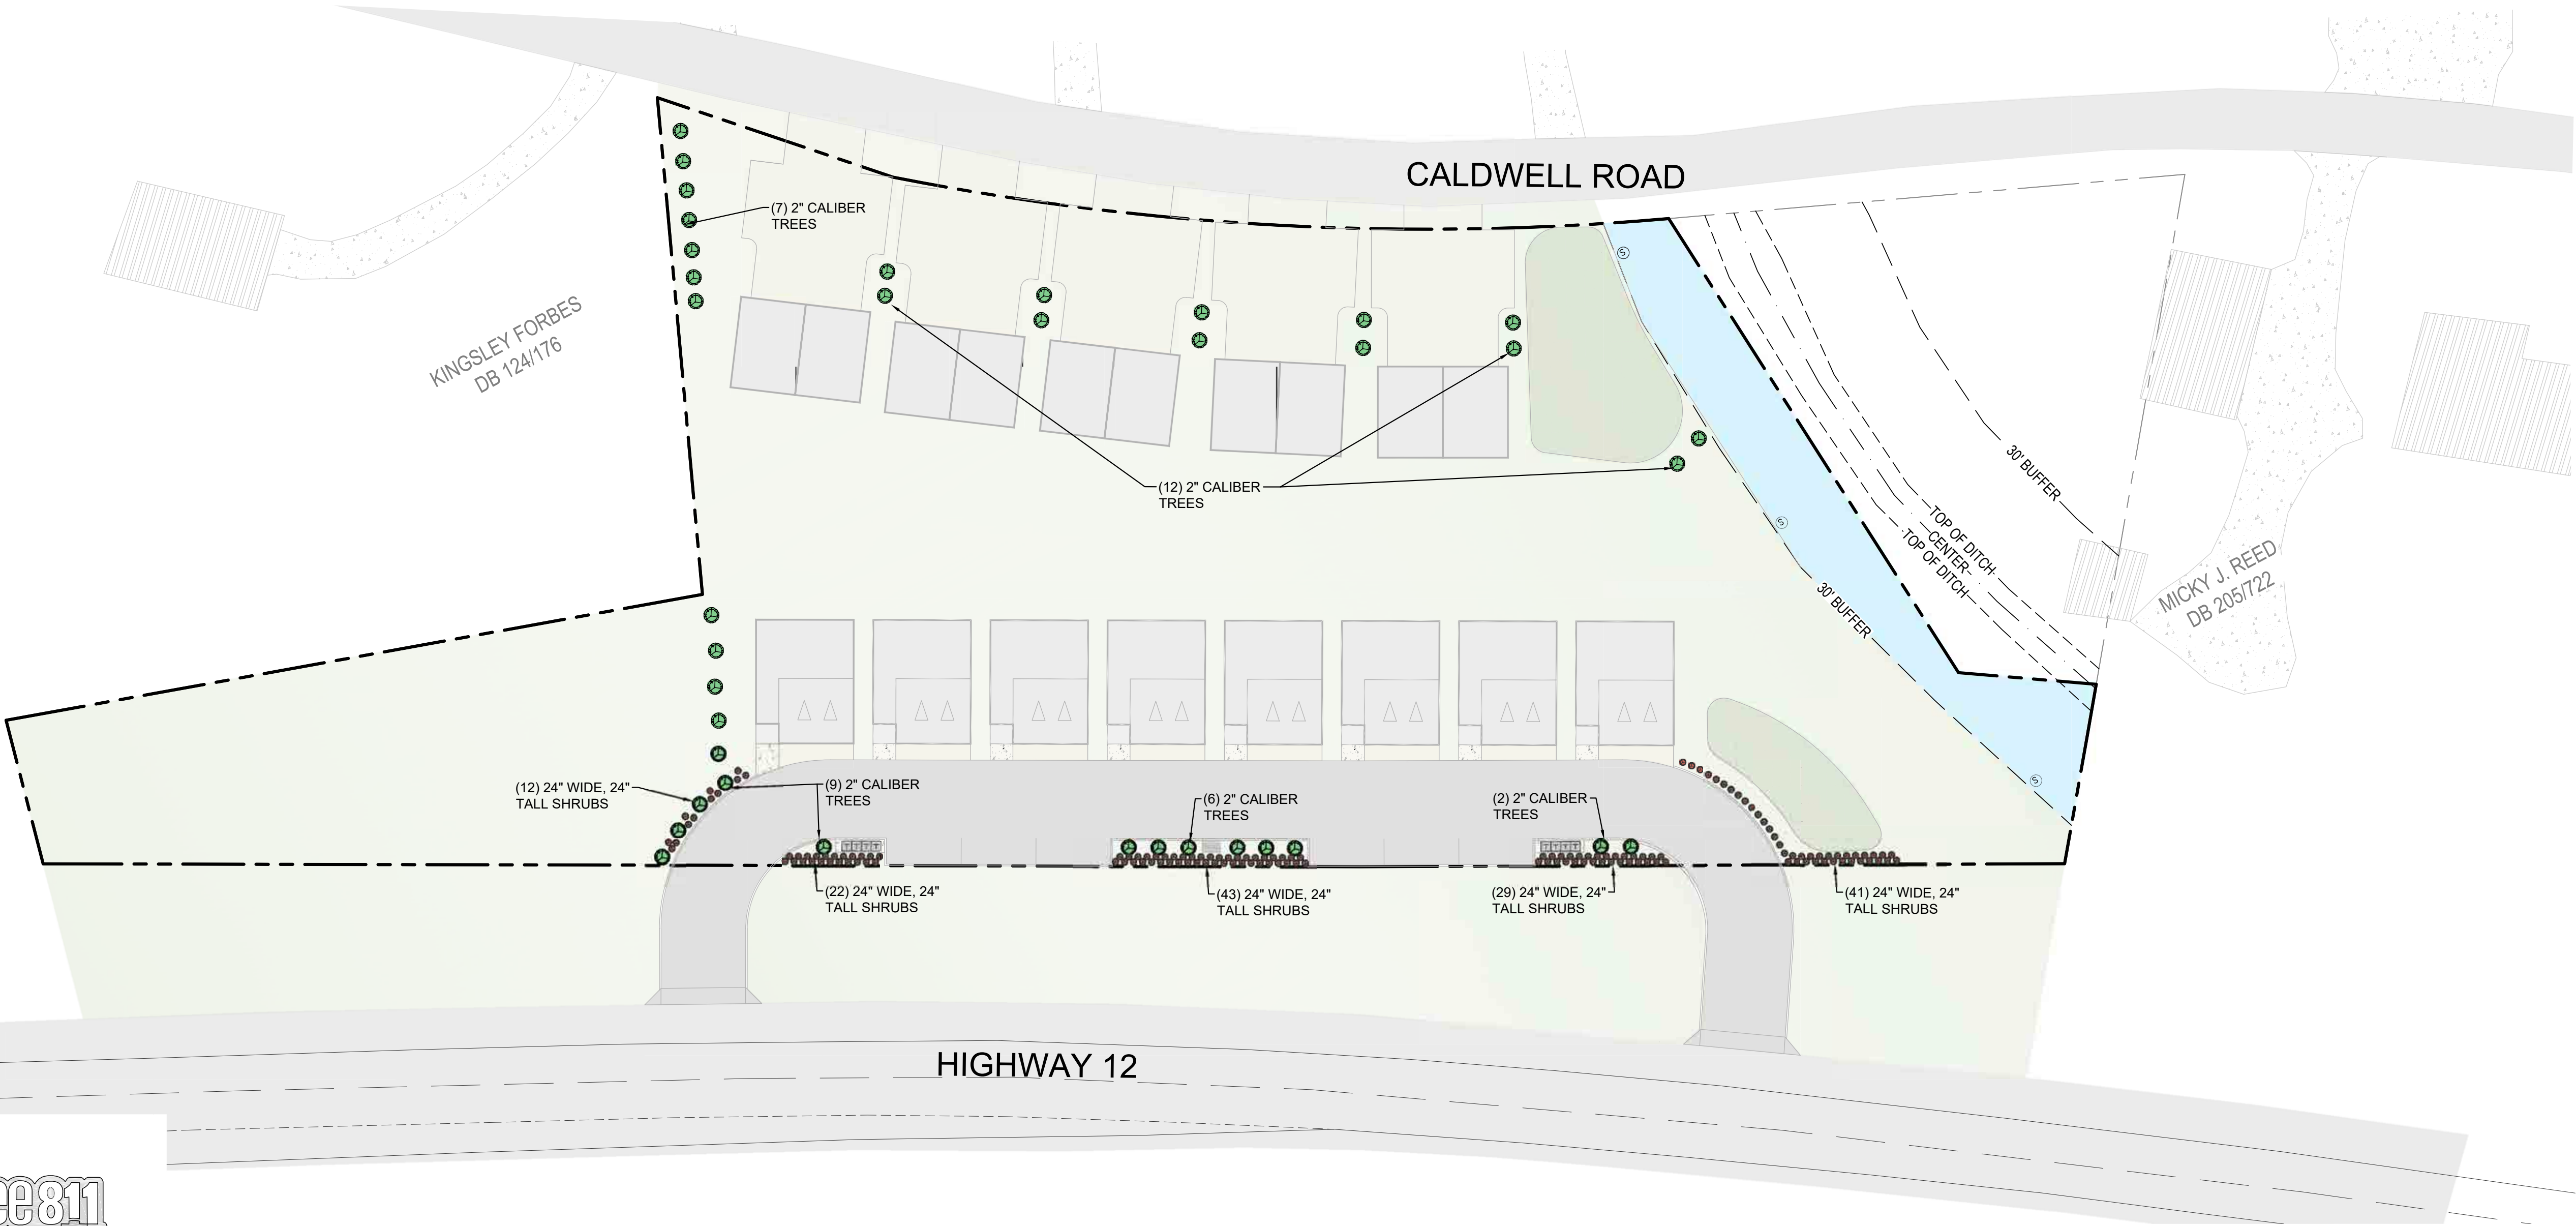 CALDWELL ROAD
(7) 2" CALIBER
TREES
KINGSLEY FORBES
DB 124/176
S
30' BUFFER
(12) 2" CALIBER
TREES
S
TOP OF DITCH
CENTER
TOP OF DITCH
MICKY J. REED
DB 205/722
30' BUFFER
S
(12) 24" WIDE, 24"
TALL SHRUBS
(9) 2" CALIBER
TREES
(6) 2" CALIBER
TREES
(2) 2" CALIBER
TREES
T T T T
T T T T
(22) 24" WIDE, 24"
TALL SHRUBS
(43) 24" WIDE, 24"
TALL SHRUBS
(29) 24" WIDE, 24"
TALL SHRUBS
(41) 24" WIDE, 24"
TALL SHRUBS
HIGHWAY 12
ee811